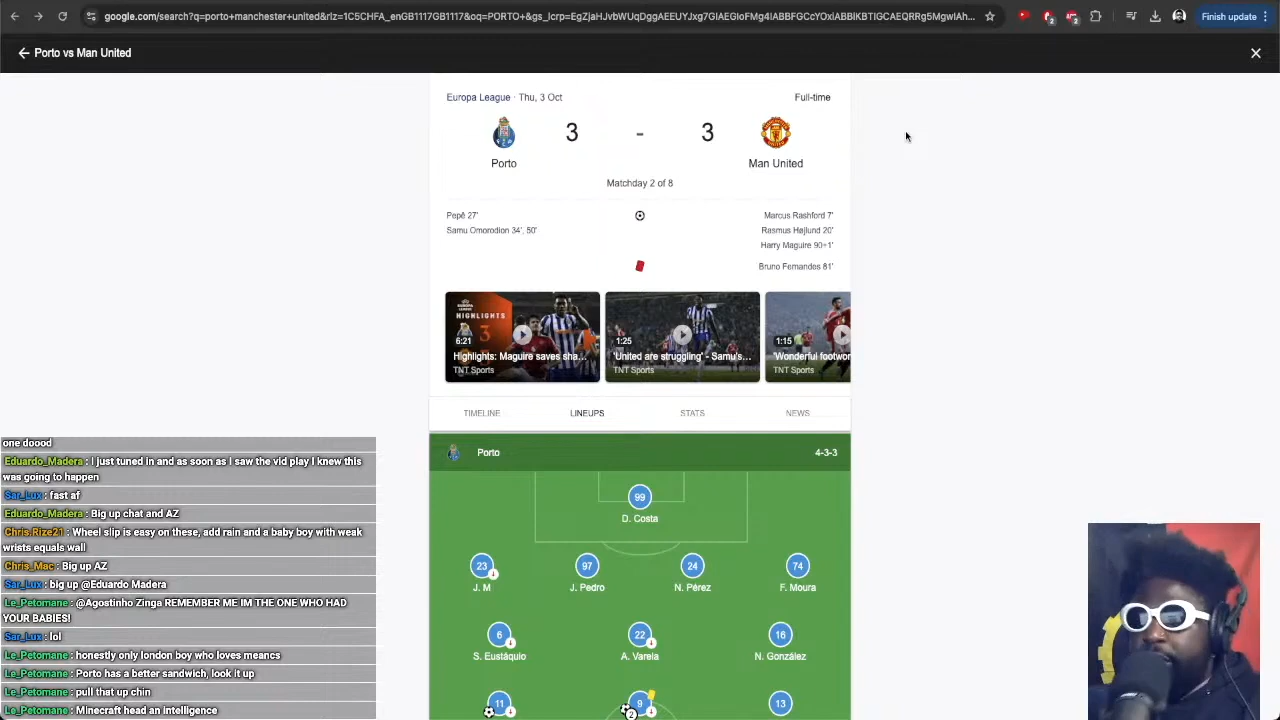 google.com/search?q=porto+manchester+united&rlz=1C5CHFA_enGB1117GB117&oq=PORTO+&gs_lcrp=
Finish update
Porto vs Man United
Europa League · Thu, 3 Oct
Full-time
3 - 3
Porto
Man United
Matchday 2 of 8
Pepê 27'
Marcus Rashford 7'
Samu Omorodion 34', 50'
Rasmus Højlund 20'
Harry Maguire 90+1'
Bruno Fernandes 81'
HIGHLIGHTS
6:21
1:25
1:15
Highlights: Maguire saves sha...
'United are struggling' - Samu's...
'Wonderful footwor
TNT Sports
TNT Sports
TNT Sports
TIMELINE
LINEUPS
STATS
NEWS
Porto
4-3-3
99
D. Costa
23
97
24
74
J. M
J. Pedro
N. Pérez
F. Moura
6
22
16
S. Eustáquio
A. Varela
N. González
11
9
13
2
one doood
Eduardo_Madera : I just tuned in and as soon as I saw the vid play I knew this
was going to happen
Sar_Lux : fast af
Eduardo_Madera : Big up chat and AZ
Chris:Rize21 : Wheel slip is easy on these, add rain and a baby boy with weak
wrists equals wall
Chris_Mac : Big up AZ
Sar_Lux : big up @Eduardo Madera
Le_Petomane : @Agostinho Zinga REMEMBER ME IM THE ONE WHO HAD
YOUR BABIES!
Sar_Lux : lol
Le_Petomane : honestly only london boy who loves meancs
Le_Petomane : Porto has a better sandwich, look it up
Le_Petomane : pull that up chin
Le_Petomane : Minecraft head an intelligence